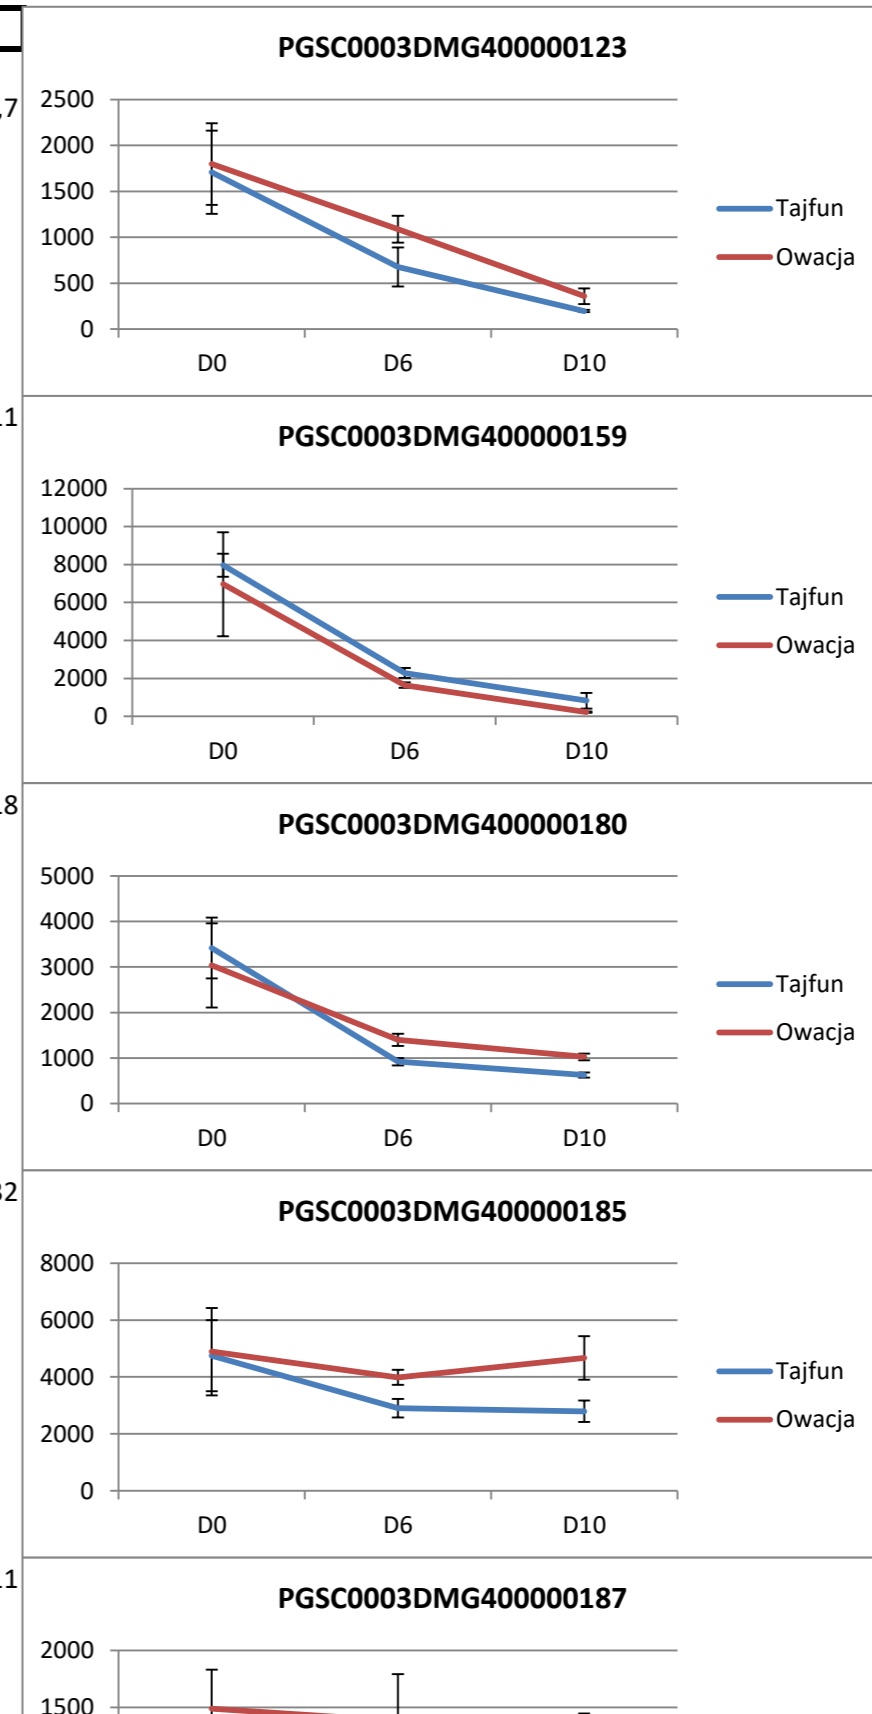 PGSC0003DMG400000123
,7
2500
2000
1500
1000
500
0
D0 D6 D10
Tajfun
Owacja
PGSC0003DMG400000159
12000
10000
8000
6000
4000
2000
0
D0 D6 D10
Tajfun
Owacja
PGSC0003DMG400000180
5000
4000
3000
2000
1000
0
D0 D6 D10
Tajfun
Owacja
PGSC0003DMG400000185
8000
6000
4000
2000
0
D0 D6 D10
Tajfun
Owacja
PGSC0003DMG400000187
2000
1500